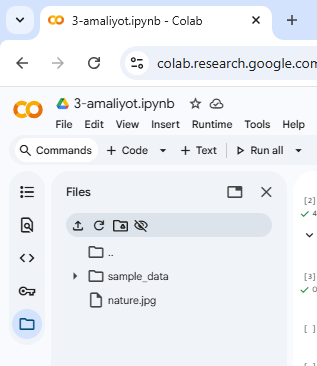 3-amaliyot.ipynb - Colab
colab.research.google.com
3-amaliyot.ipynb
File Edit View Insert Runtime Tools Help
Commands + Code + Text Run all
Files
[2]
4
..
sample_data
[3]
0
nature.jpg
[ ]